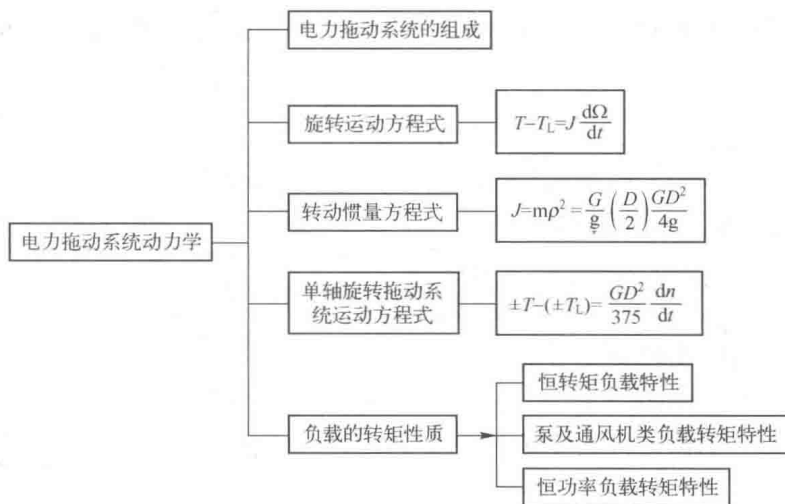 电力拖动系统的组成
旋转运动方程式
T-T_L=J dΩ/dt
转动惯量方程式
J=mρ²=G/g (D/2) GD²/4g
电力拖动系统动力学
单轴旋转拖动系
统运动方程式
±T-(±T_L)=GD²/375 dn/dt
恒转矩负载特性
负载的转矩性质
泵及通风机类负载转矩特性
恒功率负载转矩特性